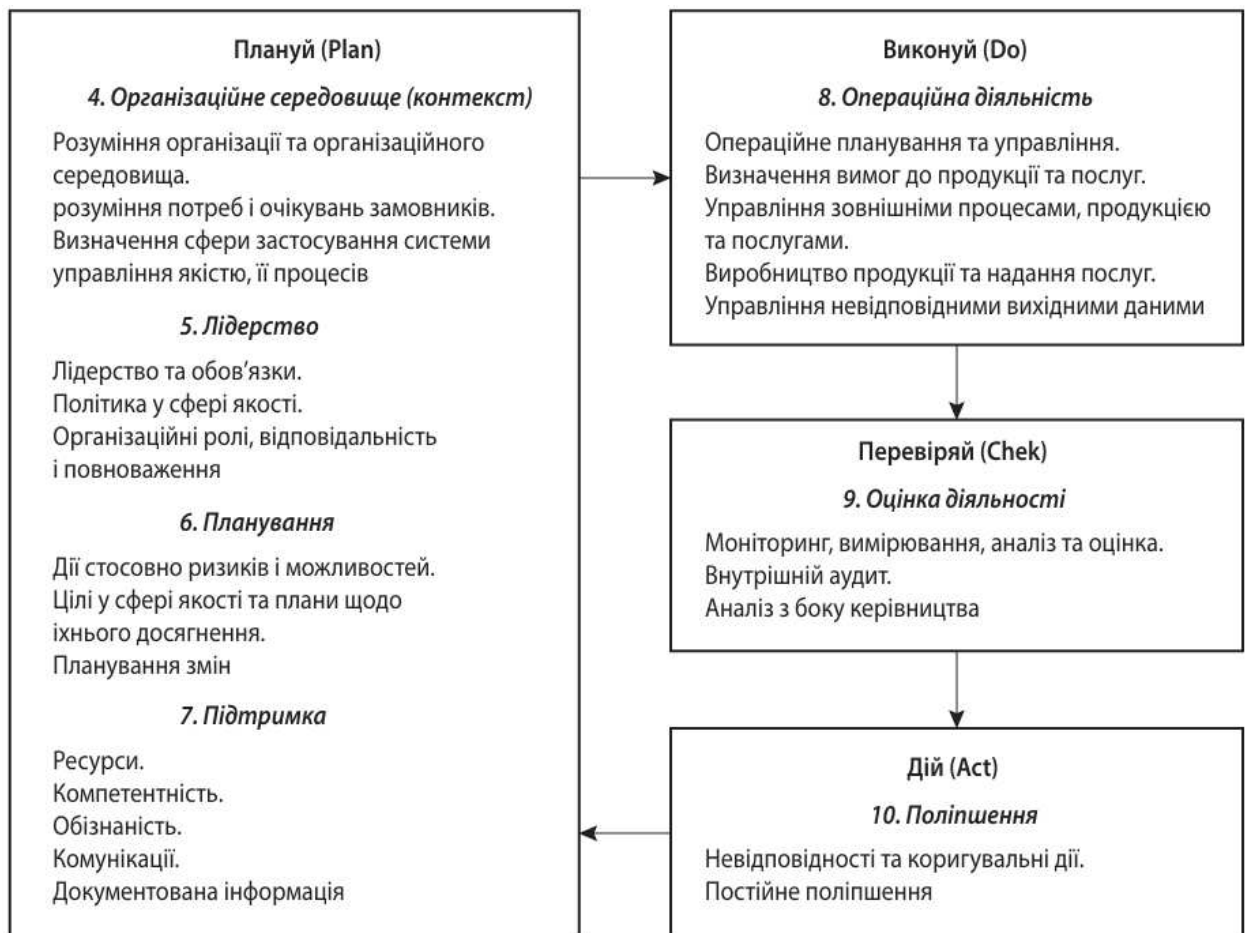 Плануй (Plan)
4. Організаційне середовище (контекст)
Розуміння організації та організаційного
середовища.
розуміння потреб і очікувань замовників.
Визначення сфери застосування системи
управління якістю, її процесів
5. Лідерство
Лідерство та обов’язки.
Політика у сфері якості.
Організаційні ролі, відповідальність
і повноваження
6. Планування
Дії стосовно ризиків і можливостей.
Цілі у сфері якості та плани щодо
їхнього досягнення.
Планування змін
7. Підтримка
Ресурси.
Компетентність.
Обізнаність.
Комунікації.
Документована інформація
Виконуй (Do)
8. Операційна діяльність
Операційне планування та управління.
Визначення вимог до продукції та послуг.
Управління зовнішніми процесами, продукцією
та послугами.
Виробництво продукції та надання послуг.
Управління невідповідними вихідними даними
Перевіряй (Chek)
9. Оцінка діяльності
Моніторинг, вимірювання, аналіз та оцінка.
Внутрішній аудит.
Аналіз з боку керівництва
Дій (Act)
10. Поліпшення
Невідповідності та коригувальні дії.
Постійне поліпшення